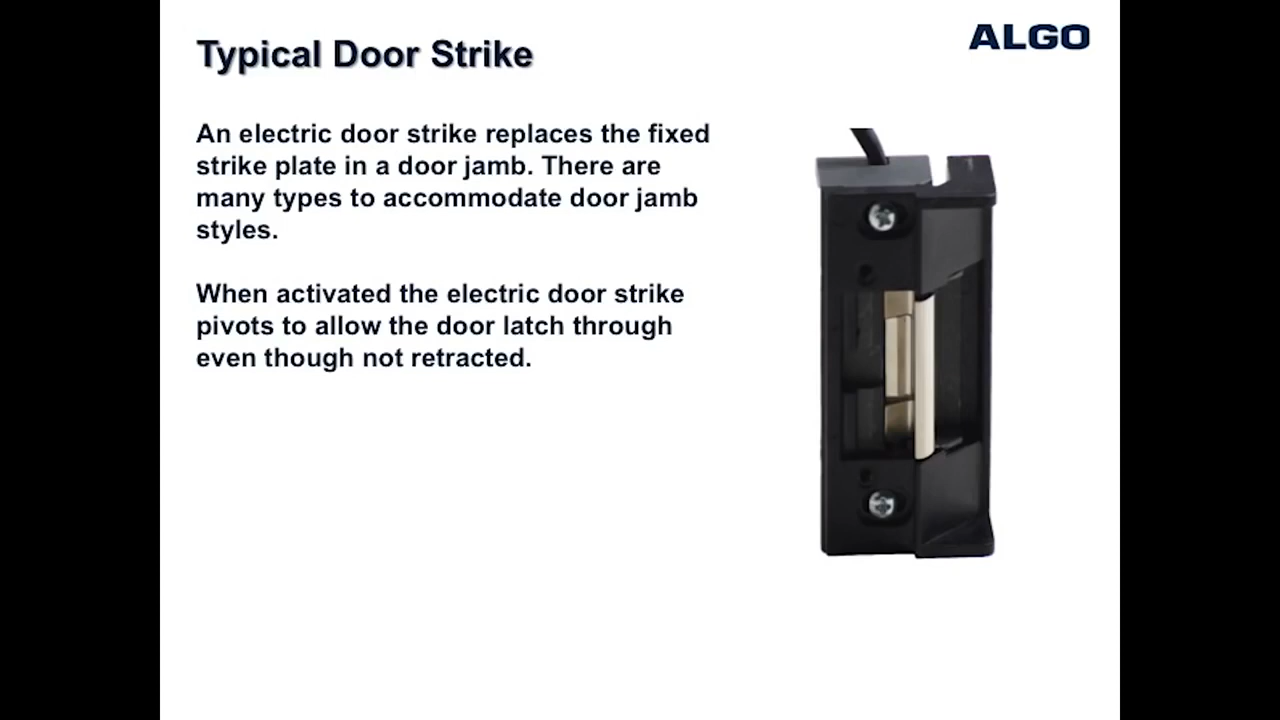 Typical Door Strike
ALGO
An electric door strike replaces the fixed
strike plate in a door jamb. There are
many types to accommodate door jamb
styles.
When activated the electric door strike
pivots to allow the door latch through
even though not retracted.